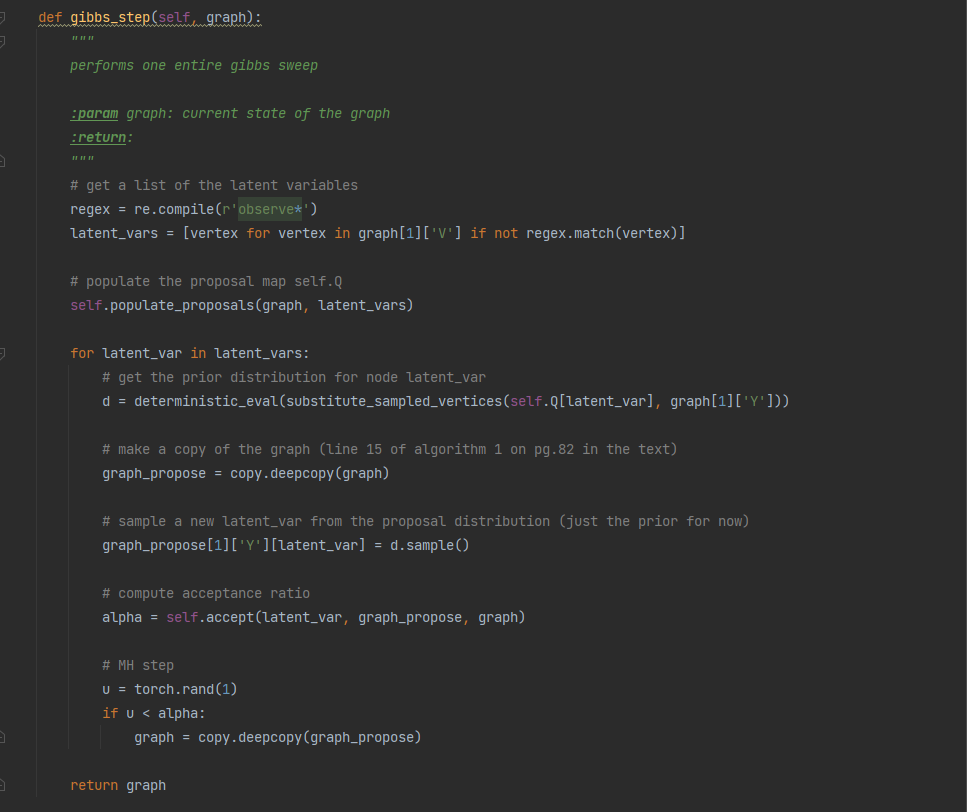 def gibbs_step(self, graph):
"""
performs one entire gibbs sweep
:param graph: current state of the graph
:return:
"""
# get a list of the latent variables
regex = re.compile(r'observe*')
latent_vars = [vertex for vertex in graph[1]['V'] if not regex.match(vertex)]
# populate the proposal map self.Q
self.populate_proposals(graph, latent_vars)
for latent_var in latent_vars:
# get the prior distribution for node latent_var
d = deterministic_eval(substitute_sampled_vertices(self.Q[latent_var], graph[1]['Y']))
# make a copy of the graph (line 15 of algorithm 1 on pg.82 in the text)
graph_propose = copy.deepcopy(graph)
# sample a new latent_var from the proposal distribution (just the prior for now)
graph_propose[1]['Y'][latent_var] = d.sample()
# compute acceptance ratio
alpha = self.accept(latent_var, graph_propose, graph)
# MH step
u = torch.rand(1)
if u < alpha:
graph = copy.deepcopy(graph_propose)
return graph